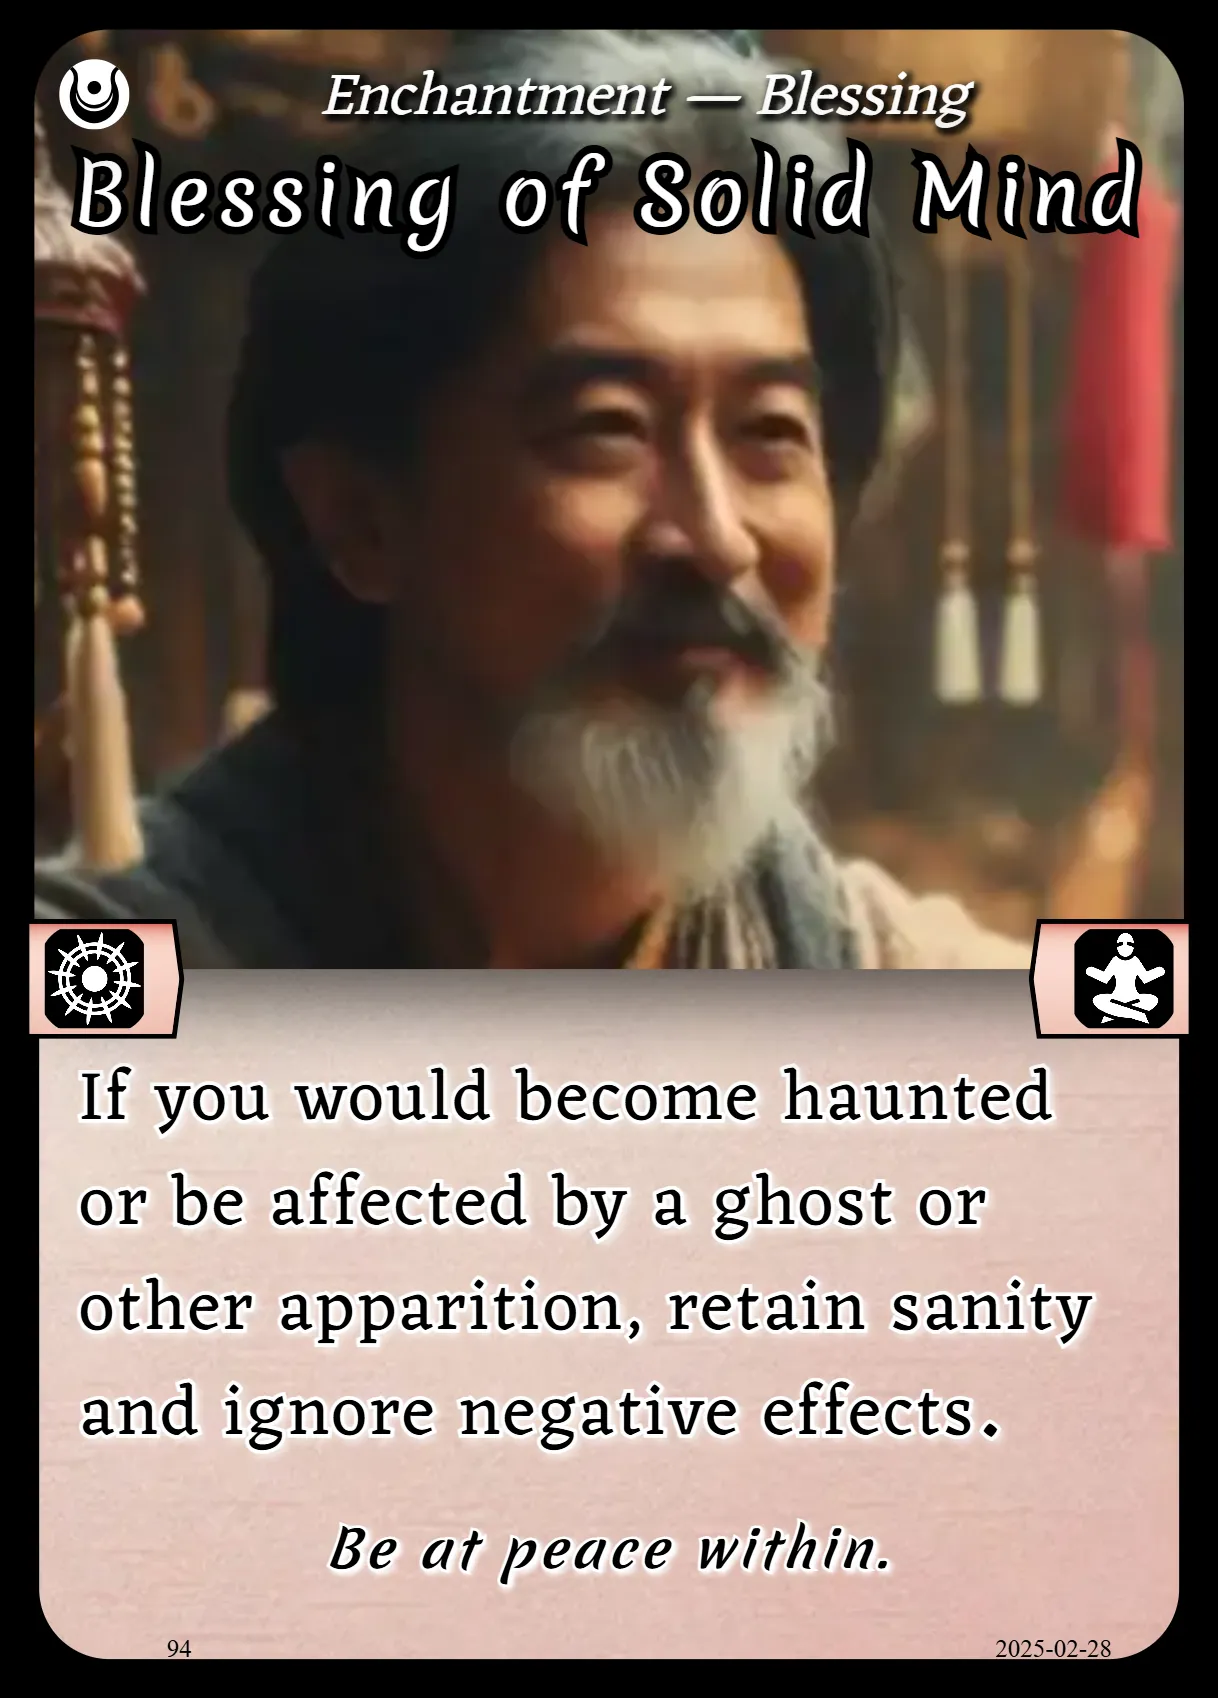 Enchantment — Blessing
Blessing of Solid Mind
If you would become haunted
or be affected by a ghost or
other apparition, retain sanity
and ignore negative effects.
Be at peace within.
94
2025-02-28